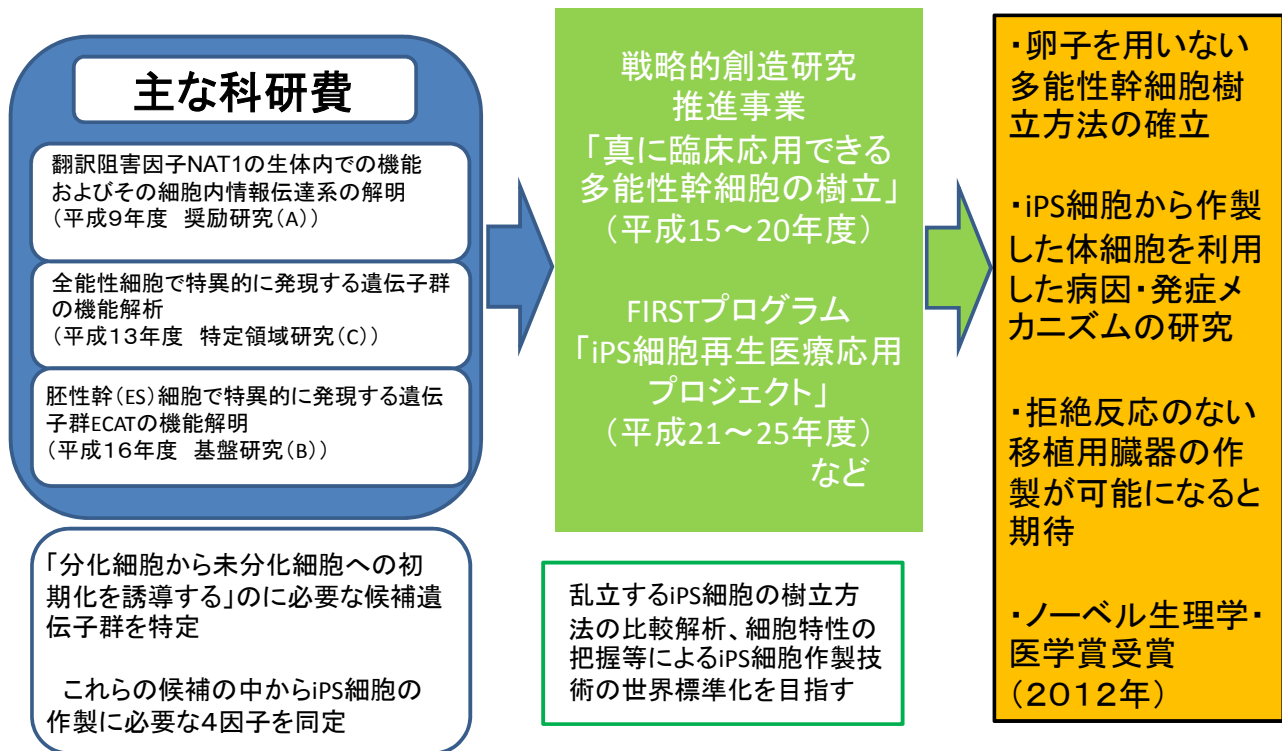 主な科研費
翻訳阻害因子NAT1の生体内での機能
およびその細胞内情報伝達系の解明
(平成9年度　奨励研究(A))
全能性細胞で特異的に発現する遺伝子群
の機能解析
(平成13年度　特定領域研究(C))
胚性幹(ES)細胞で特異的に発現する遺伝
子群ECATの機能解明
(平成16年度　基盤研究(B))
「分化細胞から未分化細胞への初
期化を誘導する」のに必要な候補遺
伝子群を特定
これらの候補の中からiPS細胞の
作製に必要な４因子を同定
戦略的創造研究
推進事業
「真に臨床応用できる
多能性幹細胞の樹立」
（平成15～20年度）
FIRSTプログラム
「iPS細胞再生医療応用
プロジェクト」
（平成21～25年度）
など
乱立するiPS細胞の樹立方
法の比較解析、細胞特性の
把握等によるiPS細胞作製技
術の世界標準化を目指す
・卵子を用いない
多能性幹細胞樹
立方法の確立
・iPS細胞から作製
した体細胞を利用
した病因・発症メ
カニズムの研究
・拒絶反応のない
移植用臓器の作
製が可能になると
期待
・ノーベル生理学・
医学賞受賞
（２０１２年）